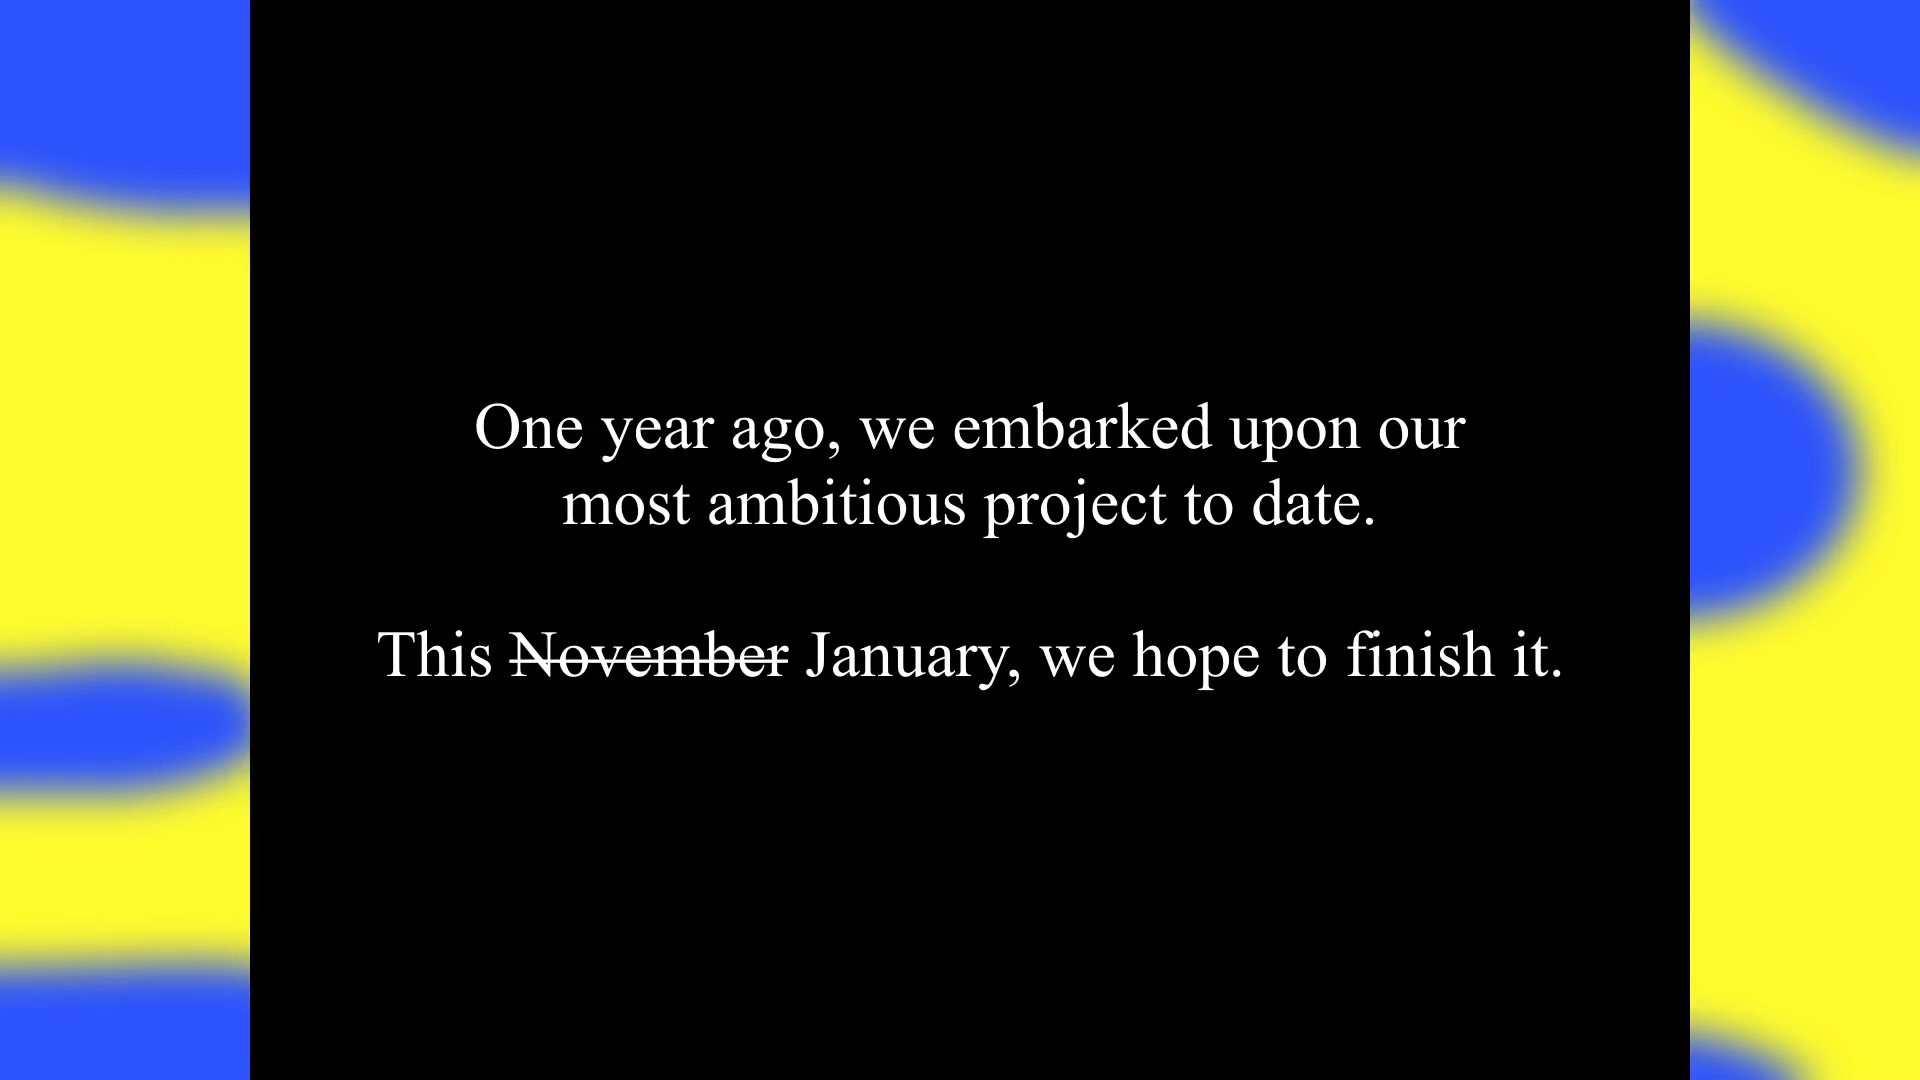 One year ago, we embarked upon our
most ambitious project to date.
This November January, we hope to finish it.